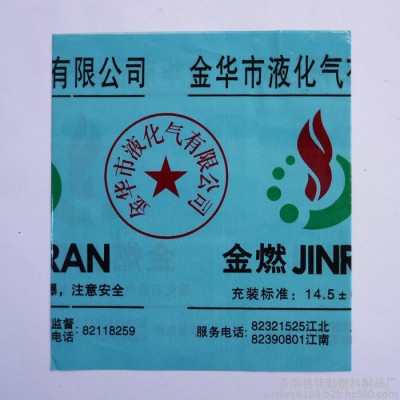 有限公司
金华市液化气有
金华市液化气有限公司
RAN
金燃 JINR
，注意安全
充装标准：14.5±
监督：82118259
电话：
服务电话：82321525江北
82390801江南